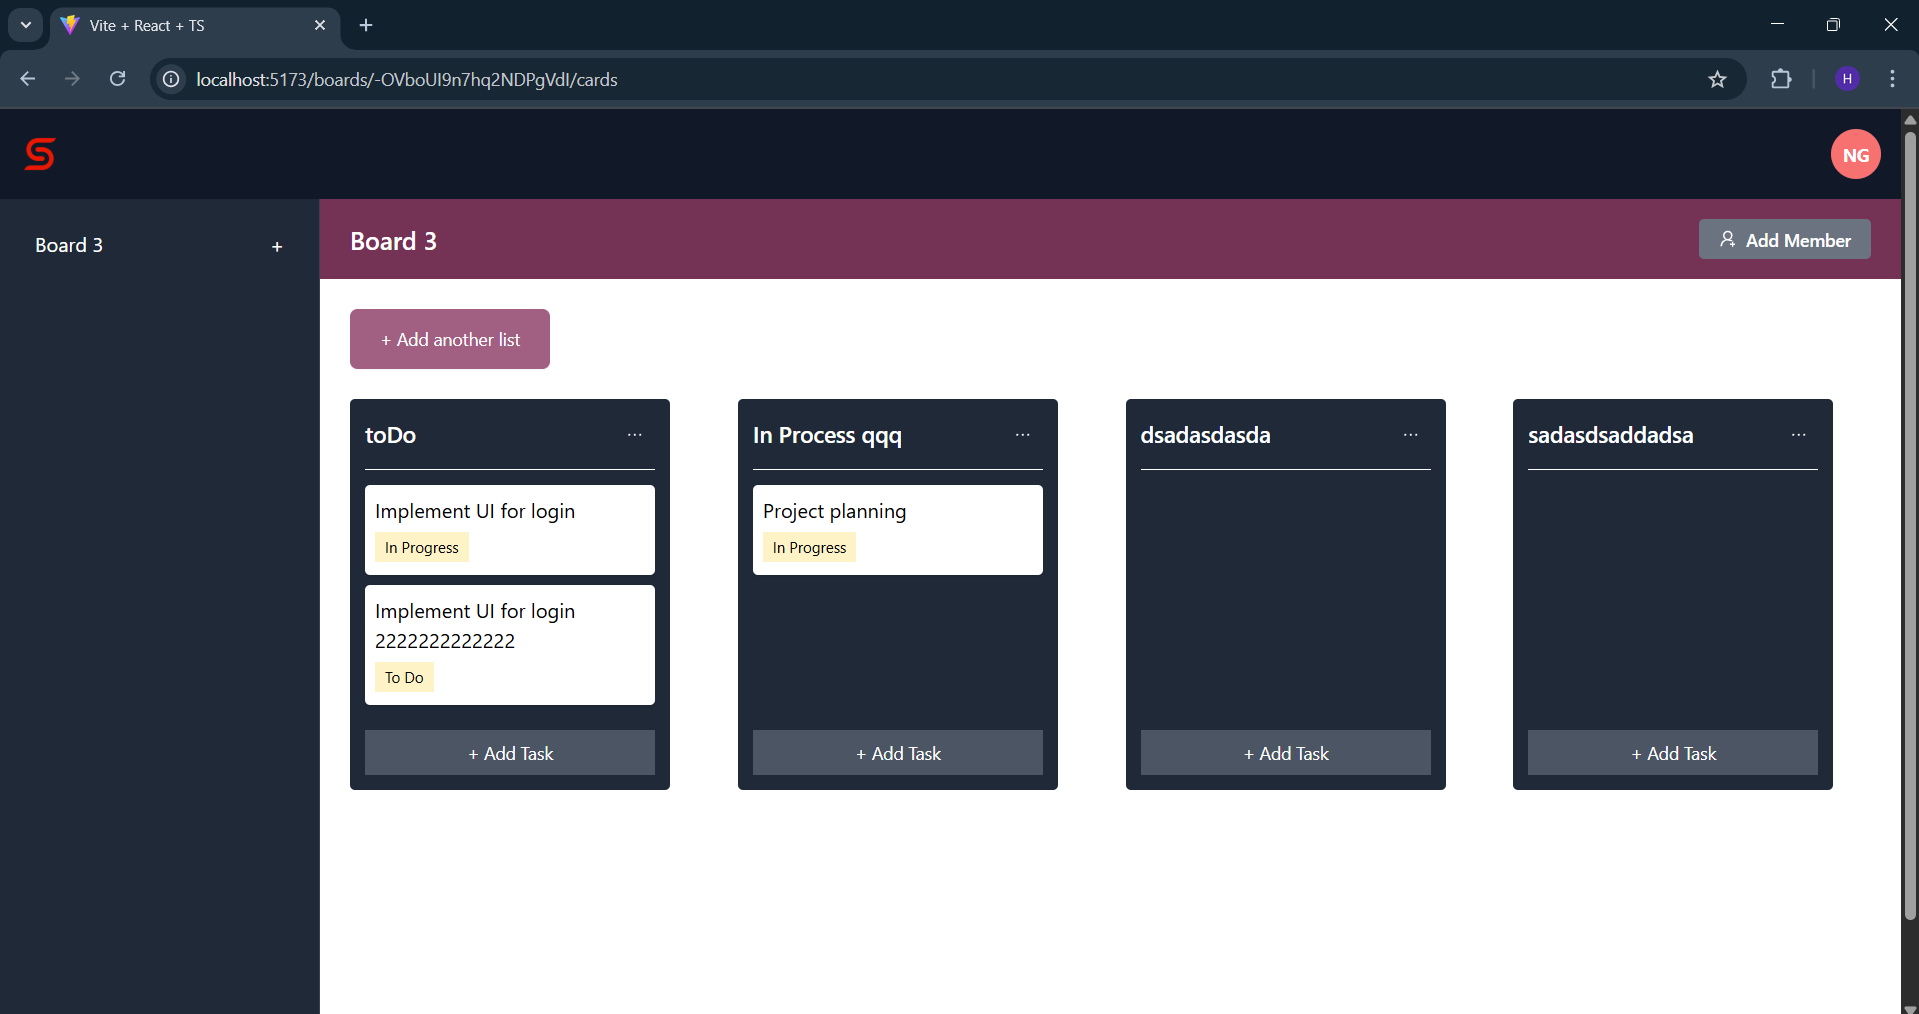 Vite + React + TS
localhost:5173/boards/-OVboUI9n7hq2NDPgVdI/cards
H
S
NG
Board 3
+
Board 3
Add Member
+ Add another list
toDo
...
Implement UI for login
In Progress
Implement UI for login
2222222222222
To Do
+ Add Task
In Process qqq
...
Project planning
In Progress
+ Add Task
dsadasdasda
...
+ Add Task
sadasdsaddadsa
...
+ Add Task